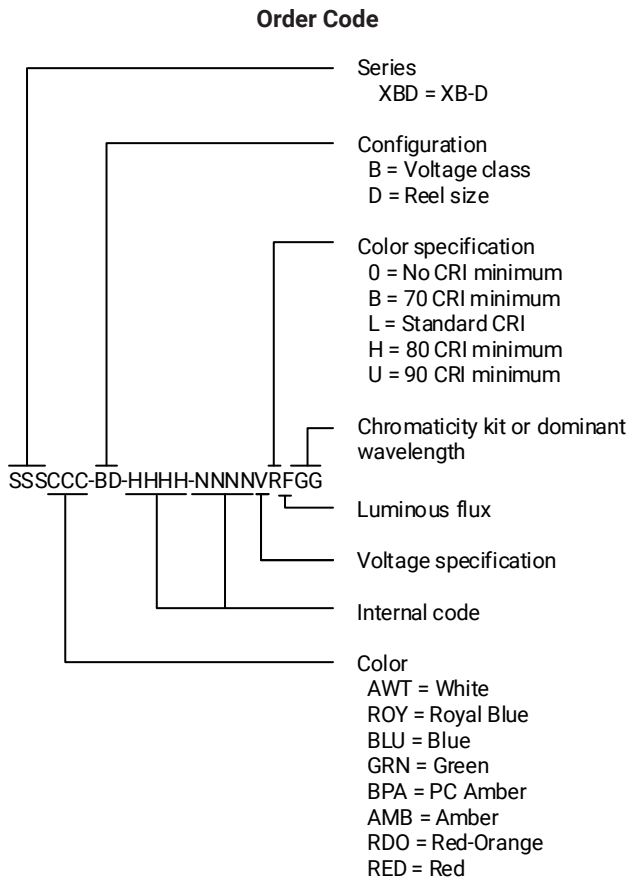 Order Code
Series
XBD = XB-D
Configuration
B = Voltage class
D = Reel size
Color specification
0 = No CRI minimum
B = 70 CRI minimum
L = Standard CRI
H = 80 CRI minimum
U = 90 CRI minimum
Chromaticity kit or dominant
wavelength
SSSCCC-BD-HHHH-NNNNVRFGG
Luminous flux
Voltage specification
Internal code
Color
AWT = White
ROY = Royal Blue
BLU = Blue
GRN = Green
BPA = PC Amber
AMB = Amber
RDO = Red-Orange
RED = Red